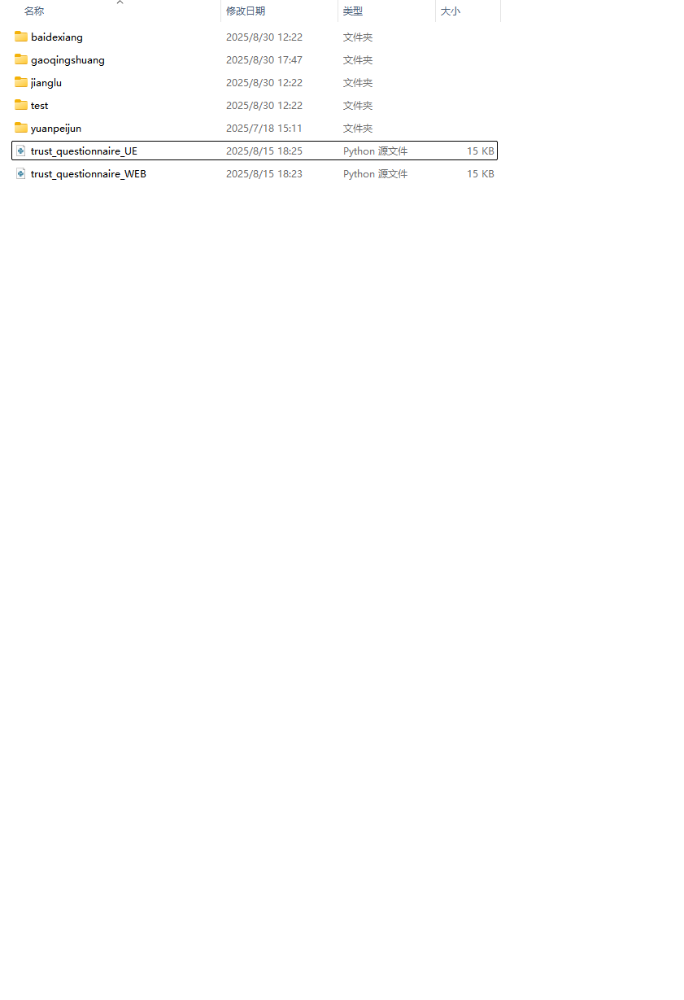 名称 修改日期 类型 大小
baidexiang 2025/8/30 12:22 文件夹
gaoqingshuang 2025/8/30 17:47 文件夹
jianglu 2025/8/30 12:22 文件夹
test 2025/8/30 12:22 文件夹
yuanpeijun 2025/7/18 15:11 文件夹
trust_questionnaire_UE 2025/8/15 18:25 Python 源文件 15 KB
trust_questionnaire_WEB 2025/8/15 18:23 Python 源文件 15 KB